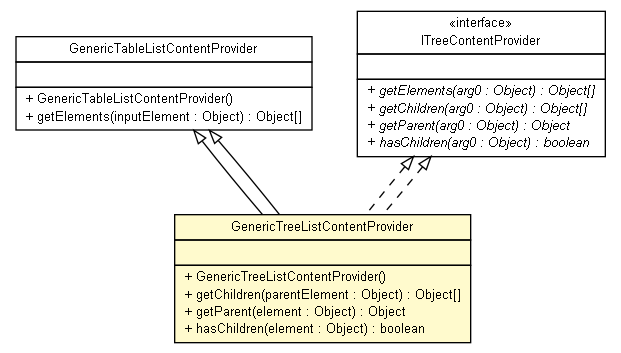 GenericTableListContentProvider
+ GenericTableListContentProvider()
+ getElements(inputElement : Object) : Object[]
«interface»
ITreeContentProvider
+ getElements(arg0 : Object) : Object[]
+ getChildren(arg0 : Object) : Object[]
+ getParent(arg0 : Object) : Object
+ hasChildren(arg0 : Object) : boolean
GenericTreeListContentProvider
+ GenericTreeListContentProvider()
+ getChildren(parentElement : Object) : Object[]
+ getParent(element : Object) : Object
+ hasChildren(element : Object) : boolean